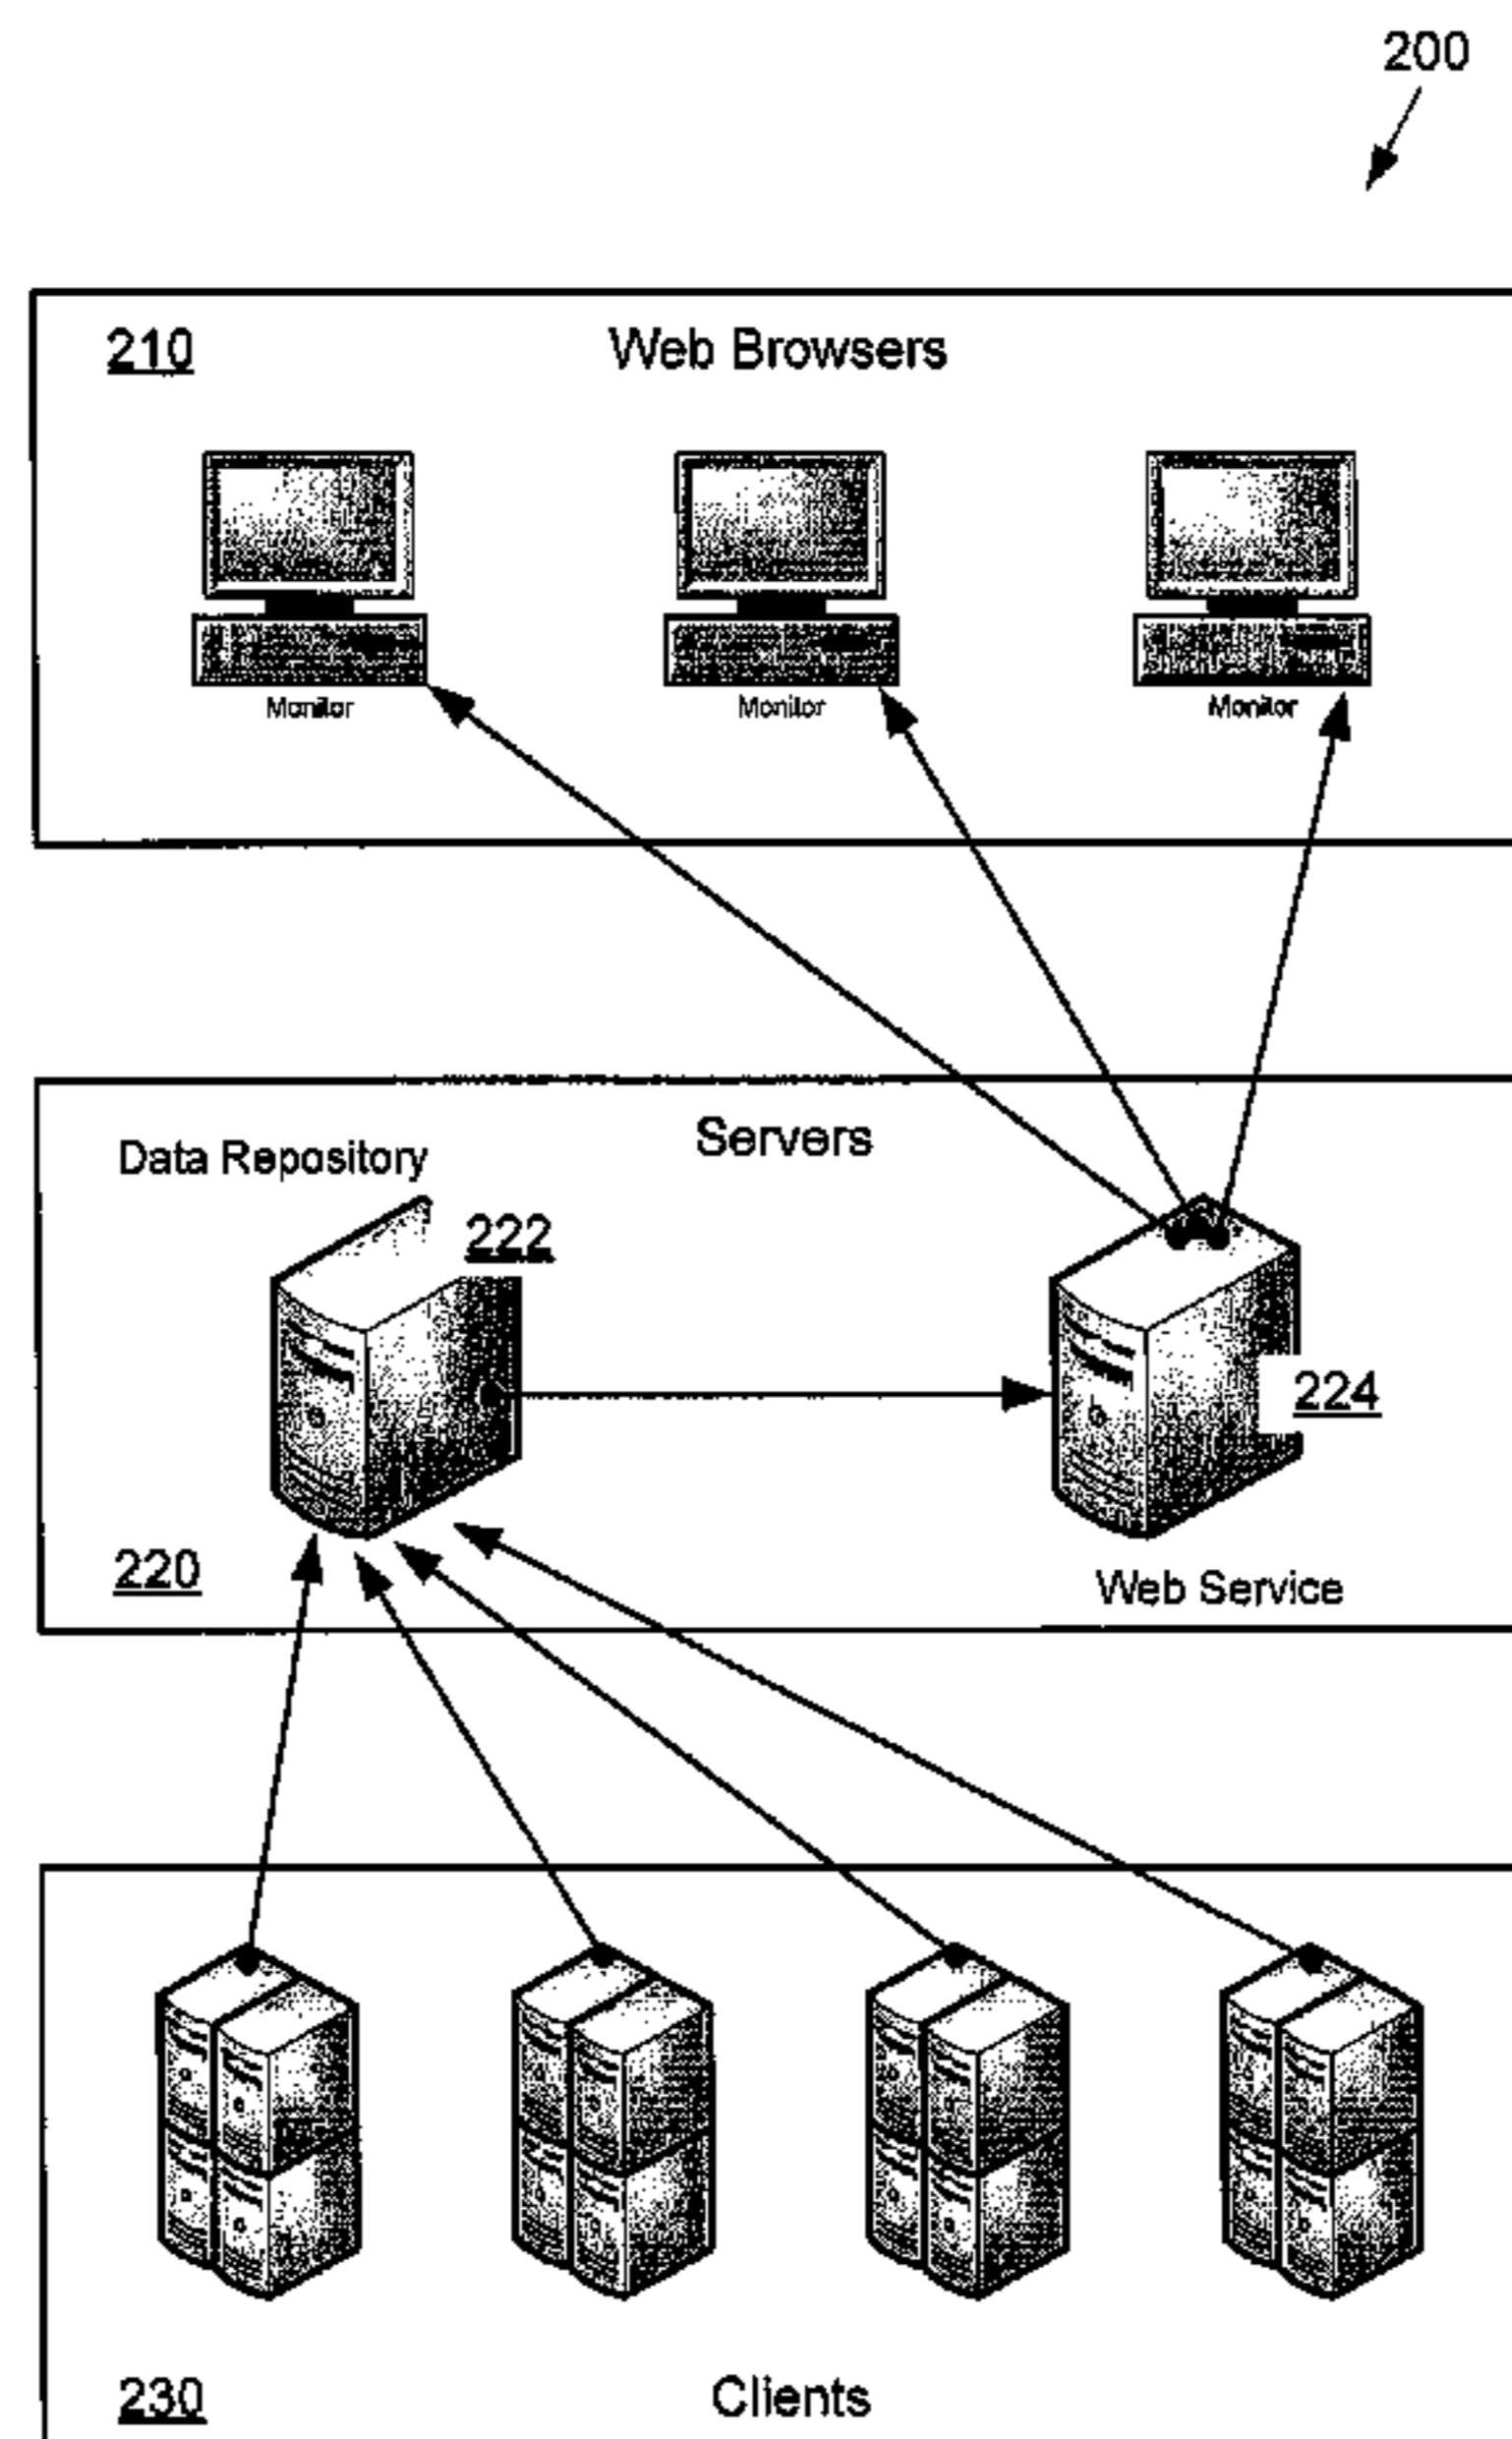 200
210 Web Browsers
Monitor Monitor Monitor
Servers
Data Repository
222
224
220
Web Service
230 Clients